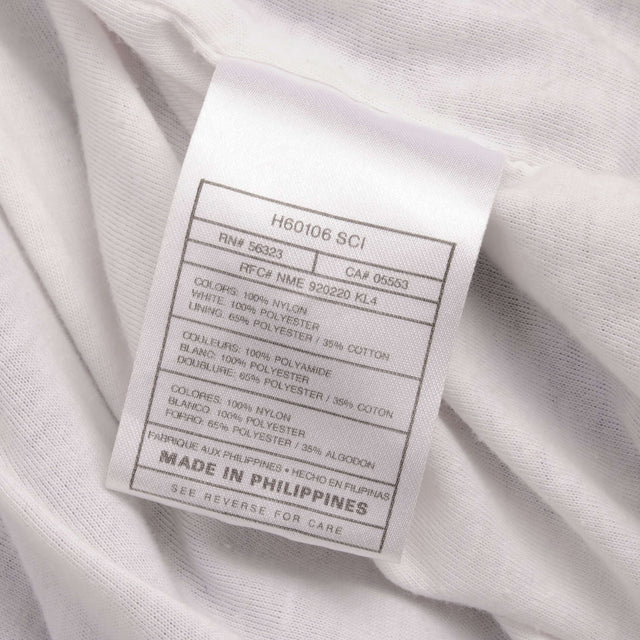 H60106 SCI
RN# 56323 CA# 05553
RFC# NME 920220 KL4
COLORS: 100% NYLON
WHITE: 100% POLYESTER
LINING: 65% POLYESTER / 35% COTTON
COULEURS: 100% POLYAMIDE
BLANC: 100% POLYESTER
DOUBLURE: 65% POLYESTER / 35% COTON
COLORES: 100% NYLON
BLANCO: 100% POLYESTER
FORRO: 65% POLYESTER / 35% ALGODON
FABRIQUE AUX PHILIPPINES • HECHO EN FILIPINAS
MADE IN PHILIPPINES
SEE REVERSE FOR CARE